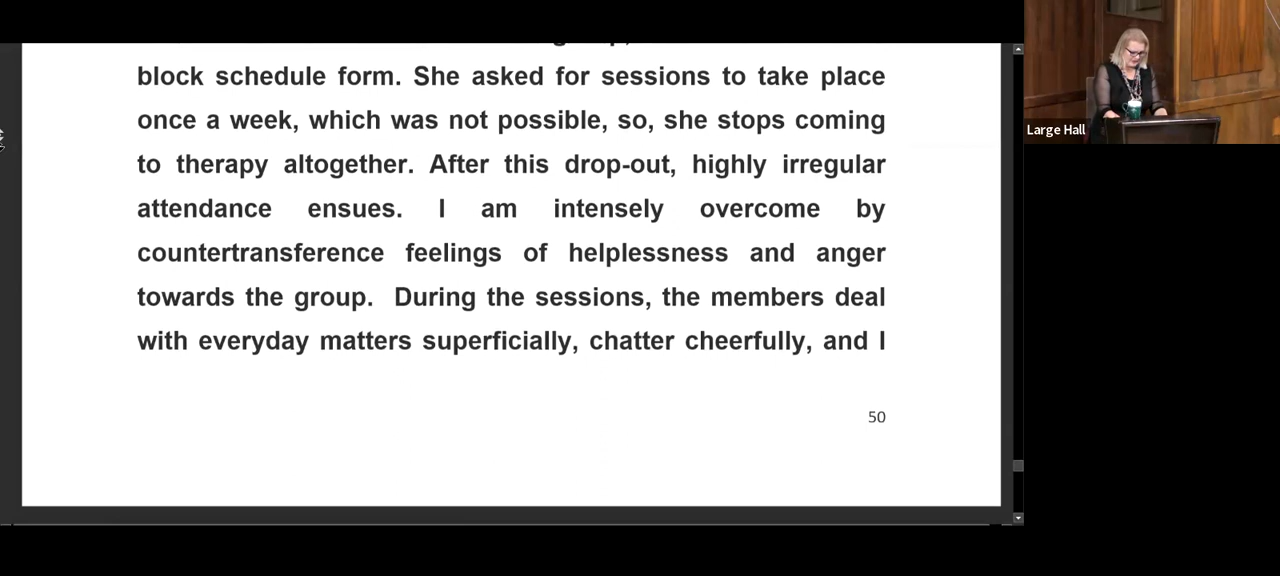 block schedule form. She asked for sessions to take place
once a week, which was not possible, so, she stops coming
to therapy altogether. After this drop-out, highly irregular
attendance ensues. I am intensely overcome by
countertransference feelings of helplessness and anger
towards the group. During the sessions, the members deal
with everyday matters superficially, chatter cheerfully, and I
50
Large Hall